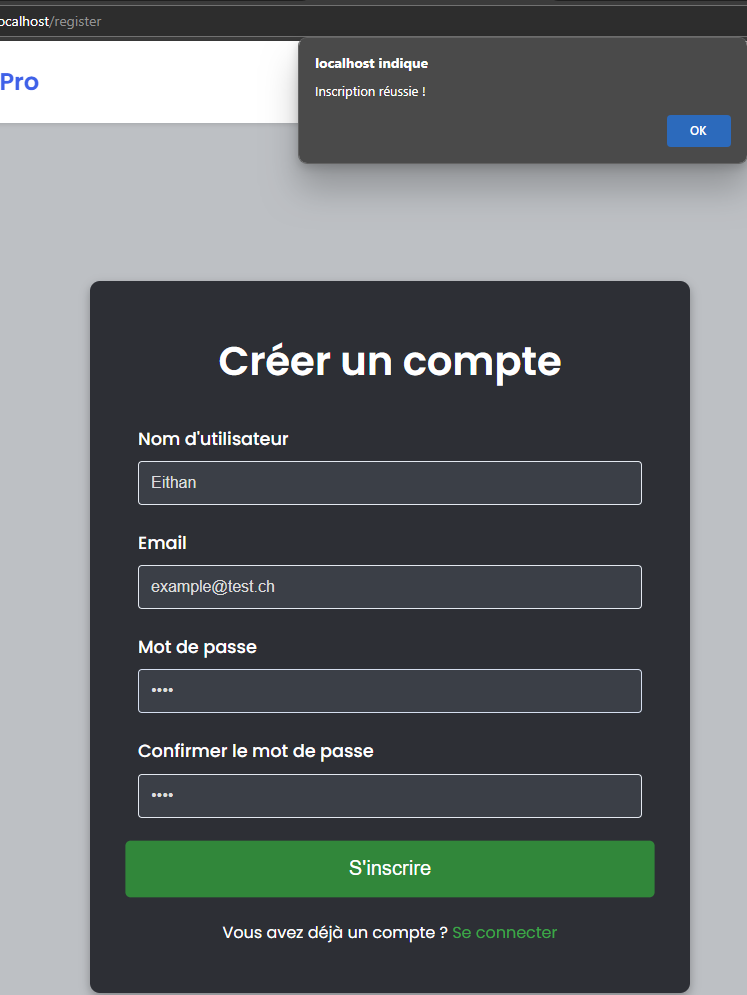 localhost/register
Pro
localhost indique
Inscription réussie !
OK
Créer un compte
Nom d'utilisateur
Eithan
Email
example@test.ch
Mot de passe
••••
Confirmer le mot de passe
••••
S'inscrire
Vous avez déjà un compte ? Se connecter